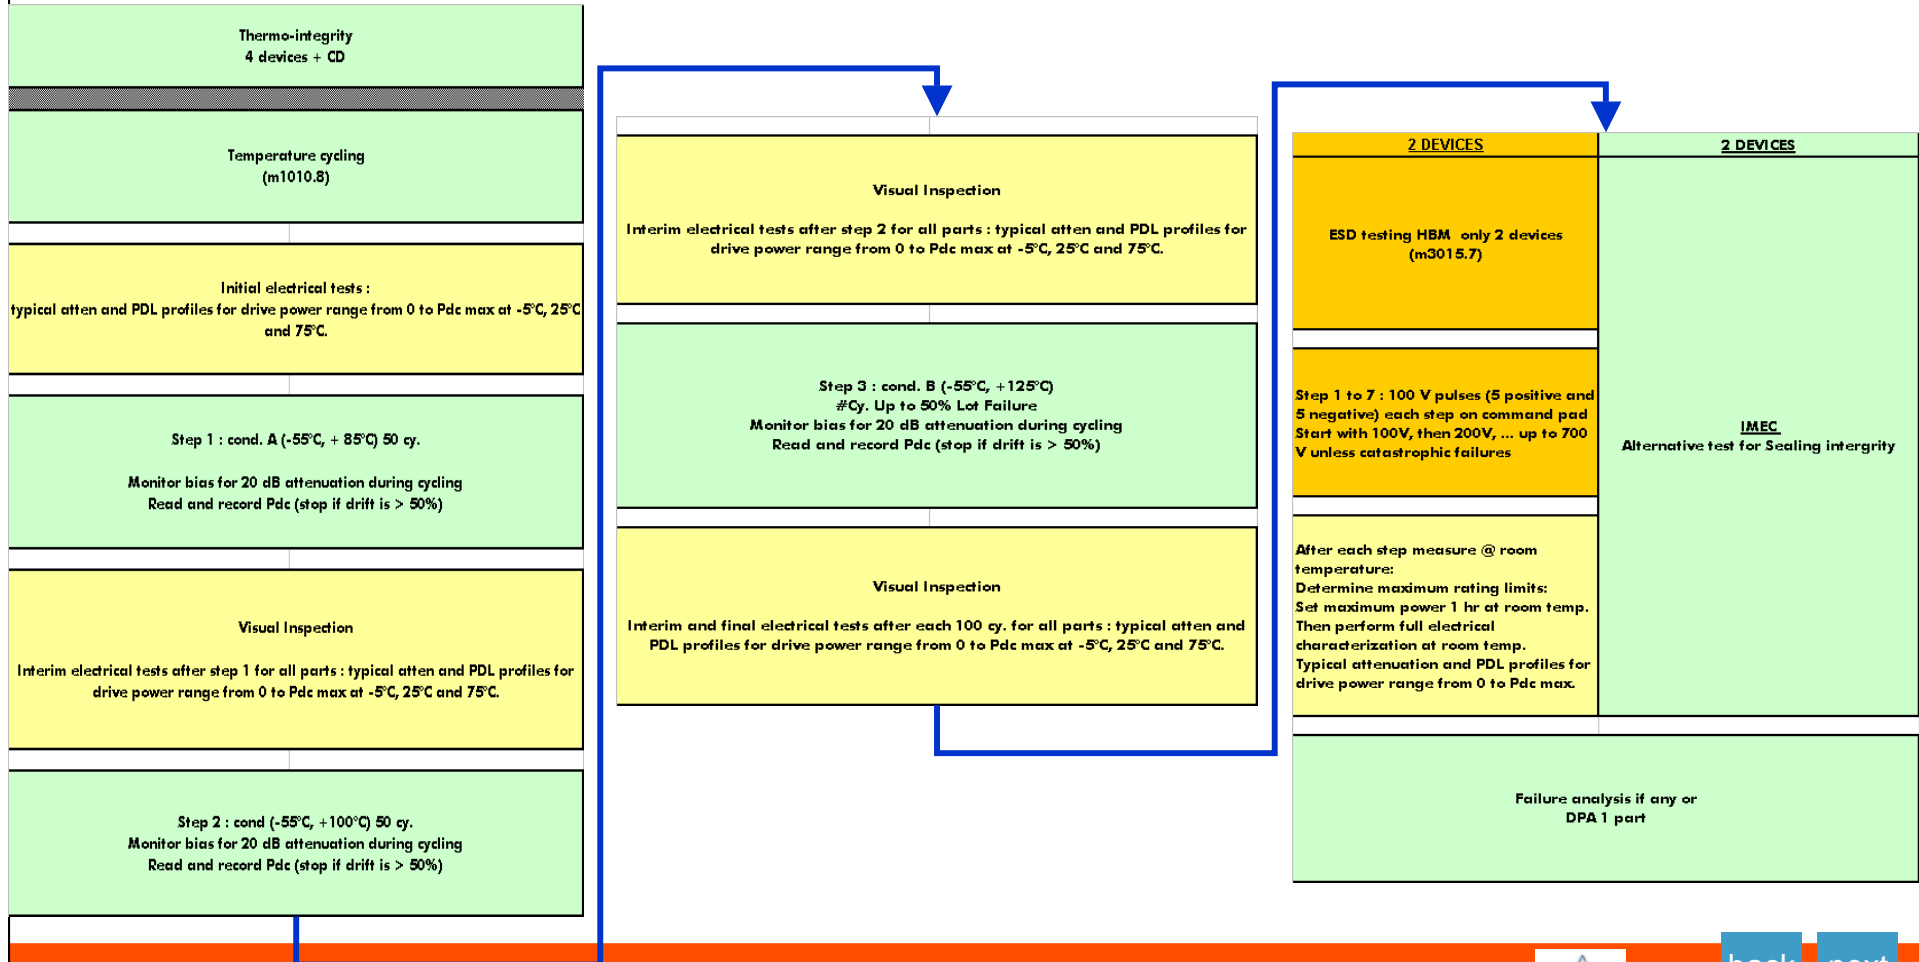 Thermo-integrity
4 devices + CD
Temperature cycling
(m1010.8)
Initial electrical tests :
typical atten and PDL profiles for drive power range from 0 to Pdc max at -5°C, 25°C
and 75°C.
Step 1 : cond. A (-55°C, + 85°C) 50 cy.
Monitor bias for 20 dB attenuation during cycling
Read and record Pdc (stop if drift is > 50%)
Visual Inspection
Interim electrical tests after step 1 for all parts : typical atten and PDL profiles for
drive power range from 0 to Pdc max at -5°C, 25°C and 75°C.
Step 2 : cond (-55°C, +100°C) 50 cy.
Monitor bias for 20 dB attenuation during cycling
Read and record Pdc (stop if drift is > 50%)
Visual Inspection
Interim electrical tests after step 2 for all parts : typical atten and PDL profiles for
drive power range from 0 to Pdc max at -5°C, 25°C and 75°C.
Step 3 : cond. B (-55°C, +125°C)
#Cy. Up to 50% Lot Failure
Monitor bias for 20 dB attenuation during cycling
Read and record Pdc (stop if drift is > 50%)
Visual Inspection
Interim and final electrical tests after each 100 cy. for all parts : typical atten and
PDL profiles for drive power range from 0 to Pdc max at -5°C, 25°C and 75°C.
2 DEVICES
ESD testing HBM only 2 devices
(m3015.7)
Step 1 to 7 : 100 V pulses (5 positive and
5 negative) each step on command pad
Start with 100V, then 200V, ... up to 700
V unless catastrophic failures
After each step measure @ room
temperature:
Determine maximum rating limits:
Set maximum power 1 hr at room temp.
Then perform full electrical
characterization at room temp.
Typical attenuation and PDL profiles for
drive power range from 0 to Pdc max.
2 DEVICES
IMEC
Alternative test for Sealing intergrity
Failure analysis if any or
DPA 1 part
back
next